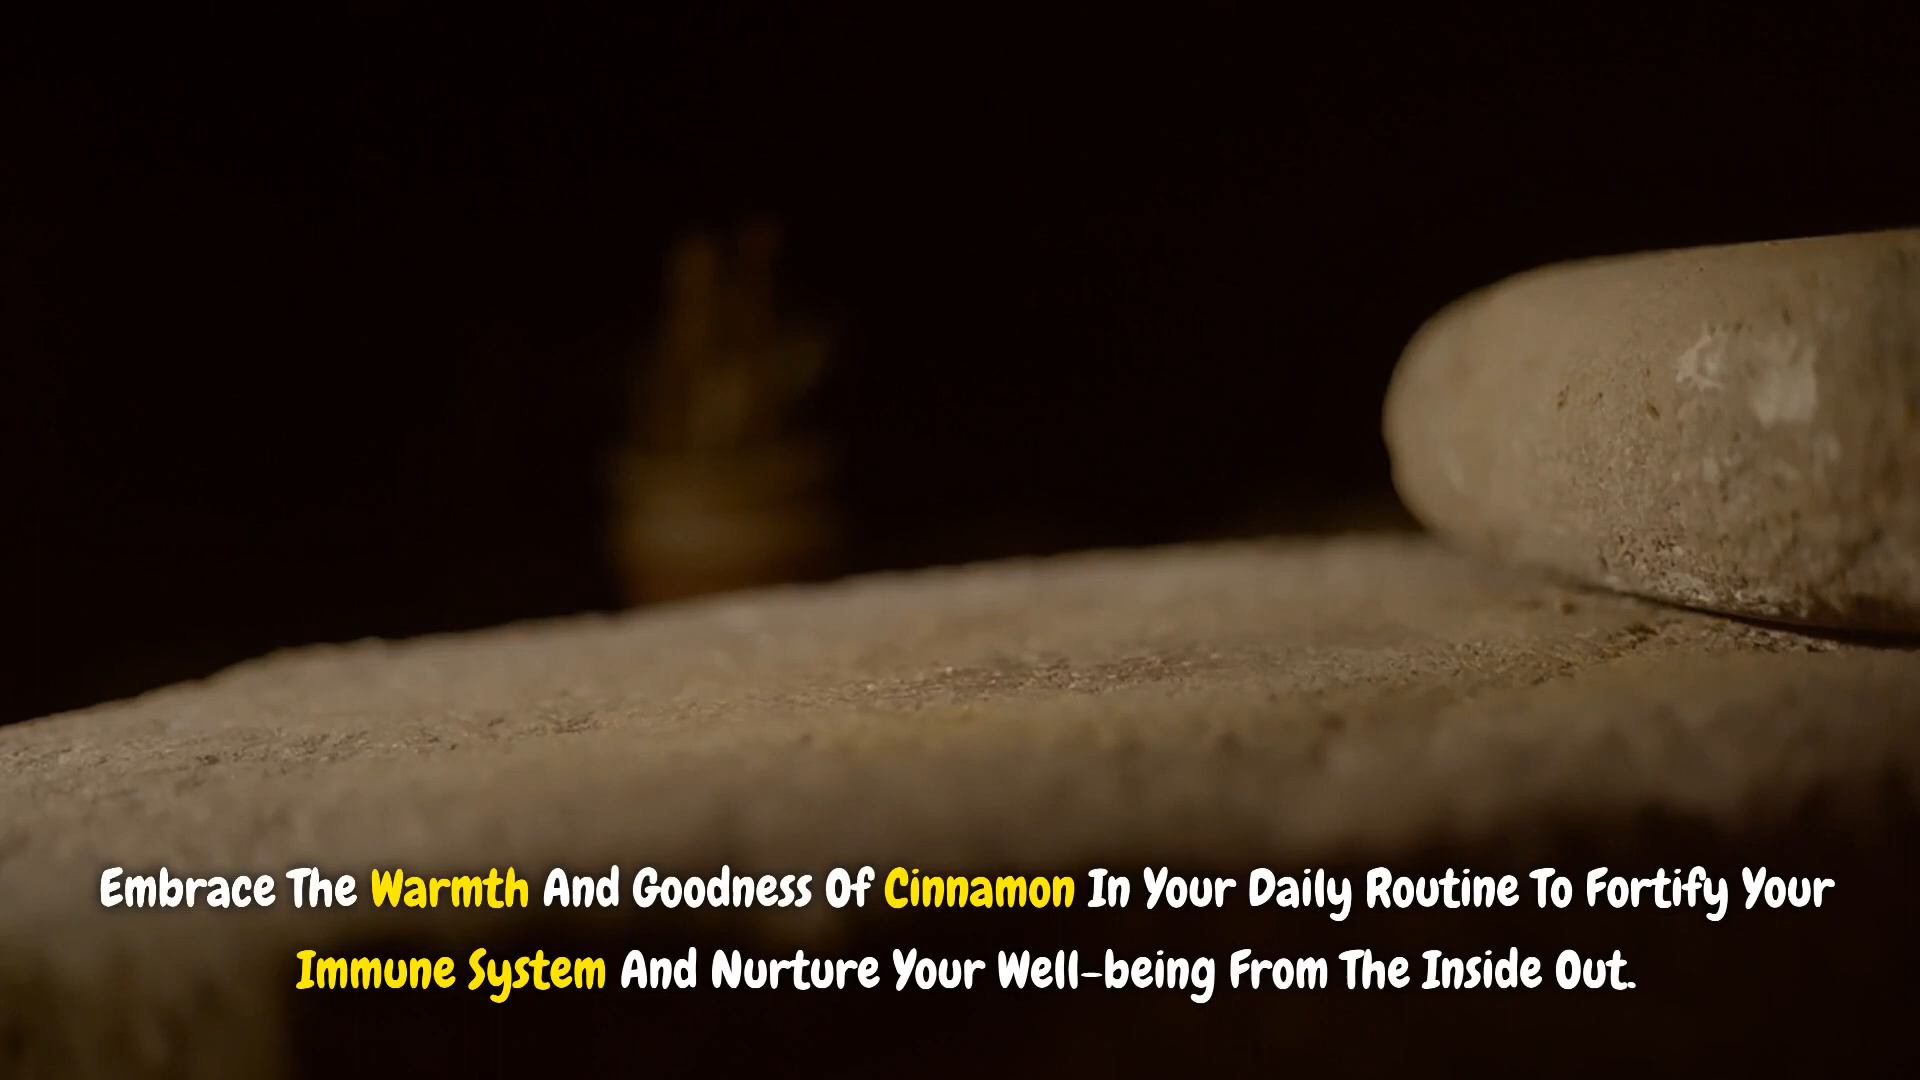 Embrace The Warmth And Goodness Of Cinnamon In Your Daily Routine To Fortify Your
Immune System And Nurture Your Well-being From The Inside Out.